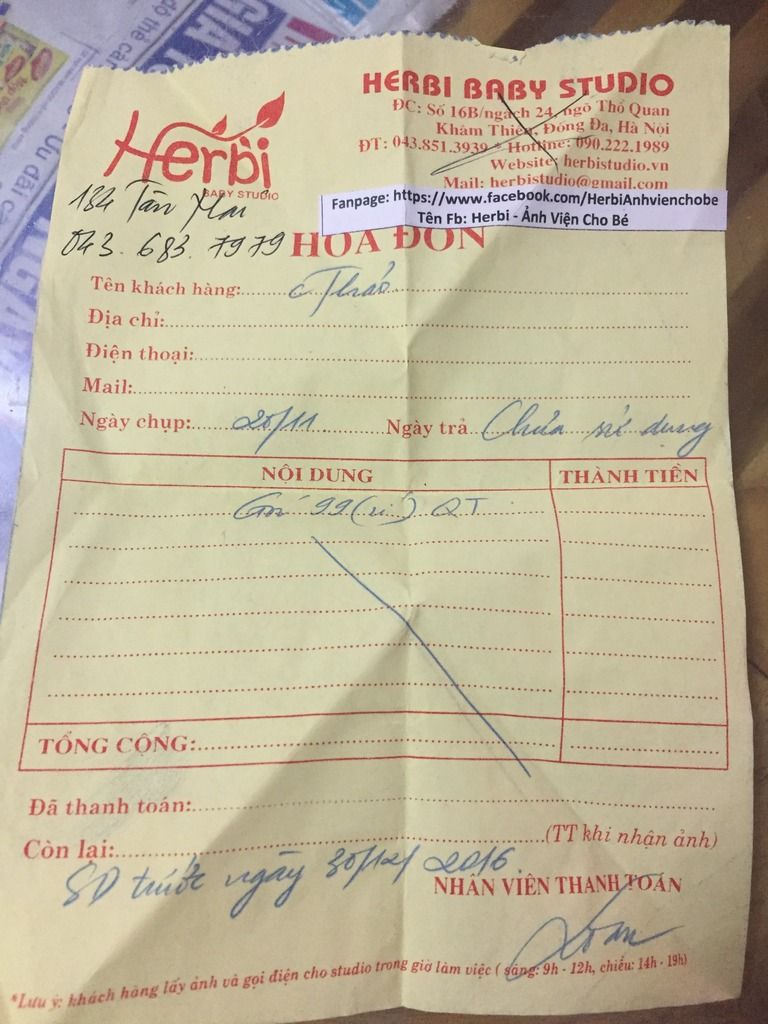 HERBI BABY STUDIO
ĐC: Số 16B/ngách 24, ngõ Thổ Quan
Khâm Thiên, Đống Đa, Hà Nội
ĐT: 043.851.3939 * Hotline: 090.222.1989
Website: herbistudio.vn
Mail: herbistudio@gmail.com
Herbi
BABY STUDIO
184 Tân Mai
043. 683. 7979
Fanpage: https://www.facebook.com/HerbiAnhvienchobe
Tên Fb: Herbi - Ảnh Viện Cho Bé
HÓA ĐƠN
Tên khách hàng: c Thảo
Địa chỉ:
Điện thoại:
Mail:
Ngày chụp: 20/11 Ngày trả Chưa sử dụng
NỘI DUNG THÀNH TIỀN
99 QT
TỔNG CỘNG:
Đã thanh toán:
Còn lại: (TT khi nhận ảnh)
SD trước ngày 30/12/2016
NHÂN VIÊN THANH TOÁN
*Lưu ý: khách hàng lấy ảnh và gọi điện cho studio trong giờ làm việc ( sáng: 9h - 12h, chiều: 14h - 19h)